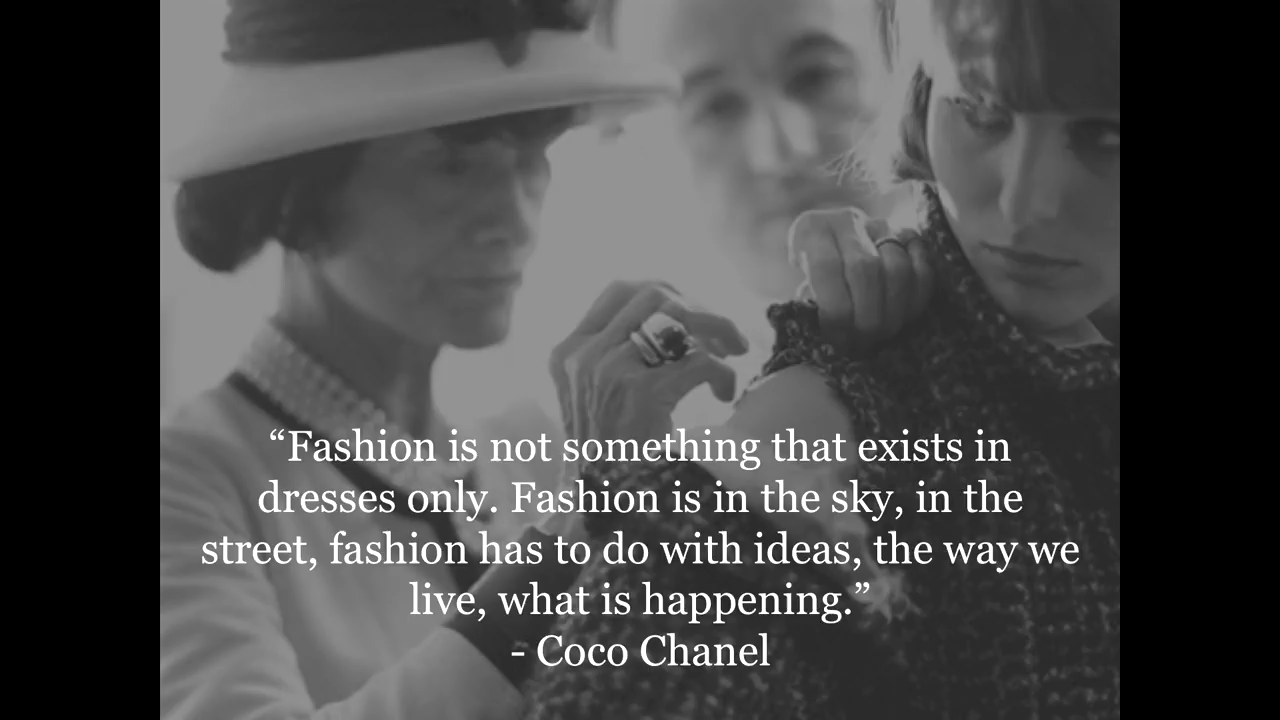 “Fashion is not something that exists in
dresses only. Fashion is in the sky, in the
street, fashion has to do with ideas, the way we
live, what is happening.”
- Coco Chanel